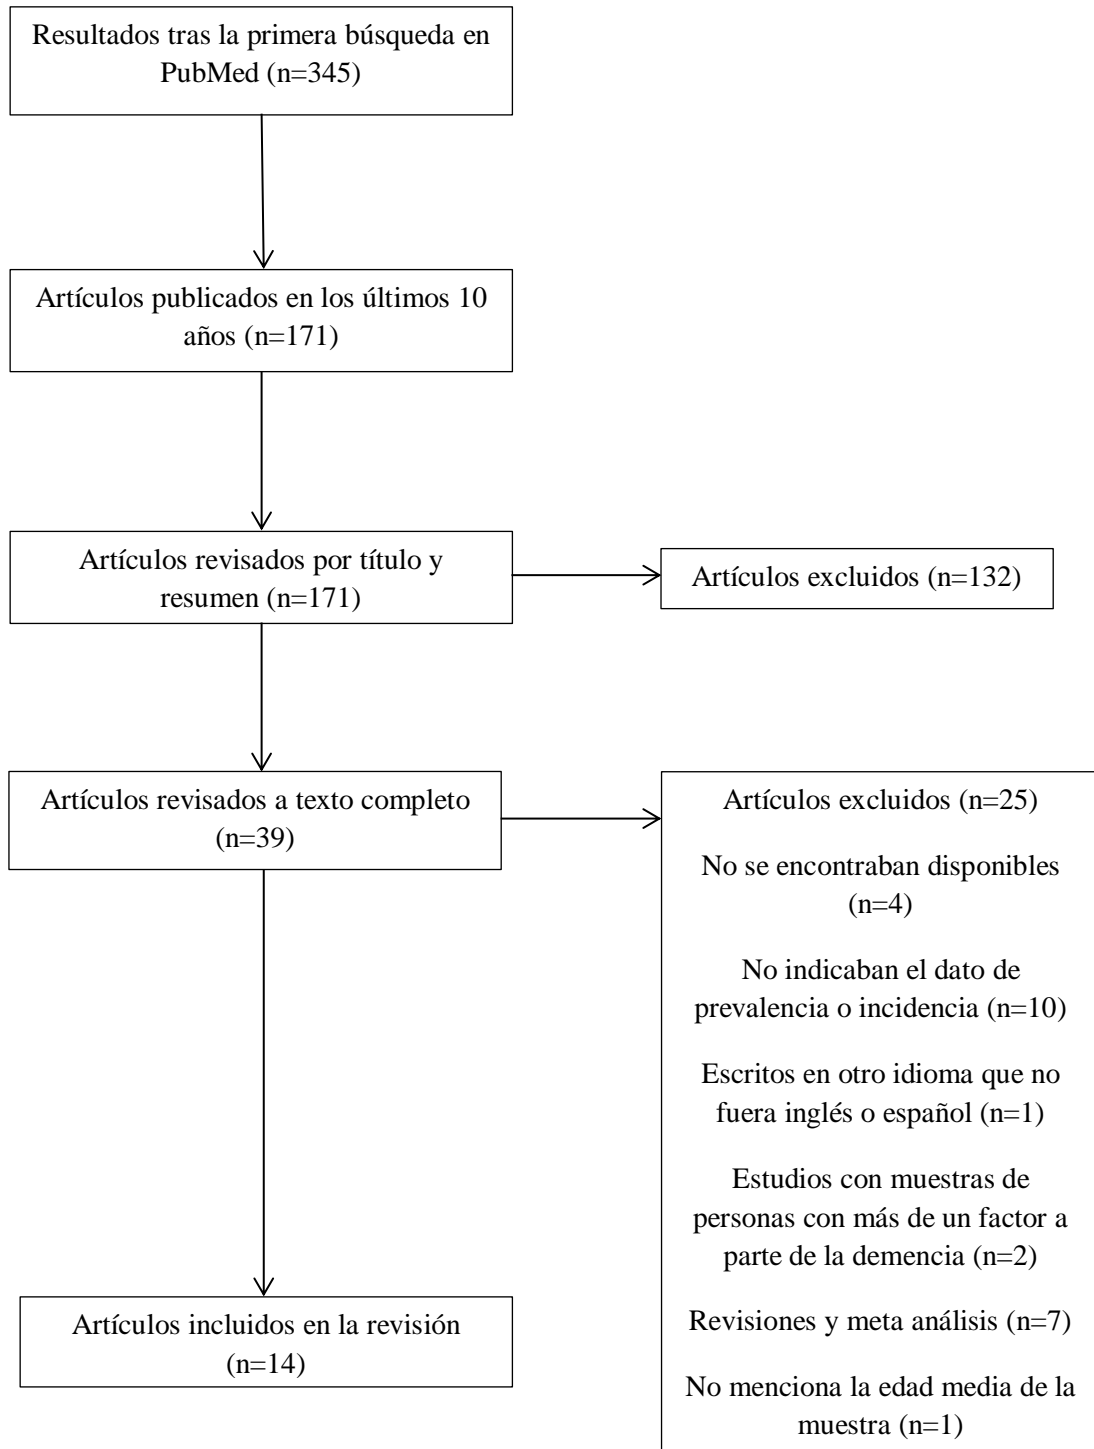 Resultados tras la primera búsqueda en
PubMed (n=345)
Artículos publicados en los últimos 10
años (n=171)
Artículos revisados por título y
resumen (n=171)
Artículos excluidos (n=132)
Artículos revisados a texto completo
(n=39)
Artículos excluidos (n=25)
No se encontraban disponibles
(n=4)
No indicaban el dato de
prevalencia o incidencia (n=10)
Escritos en otro idioma que no
fuera inglés o español (n=1)
Estudios con muestras de
personas con más de un factor a
parte de la demencia (n=2)
Revisiones y meta análisis (n=7)
No menciona la edad media de la
muestra (n=1)
Artículos incluidos en la revisión
(n=14)